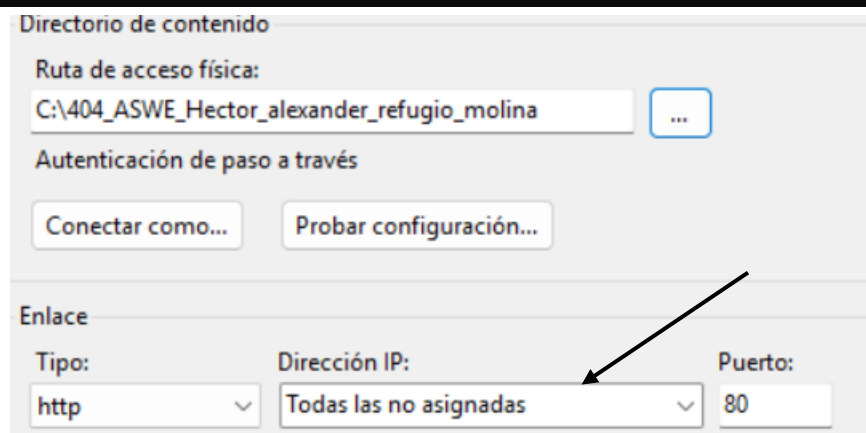 Directorio de contenido
Ruta de acceso física:
C:\404_ASWE_Hector_alexander_refugio_molina
...
Autenticación de paso a través
Conectar como...
Probar configuración...
Enlace
Tipo:
Dirección IP:
Puerto:
http
Todas las no asignadas
80